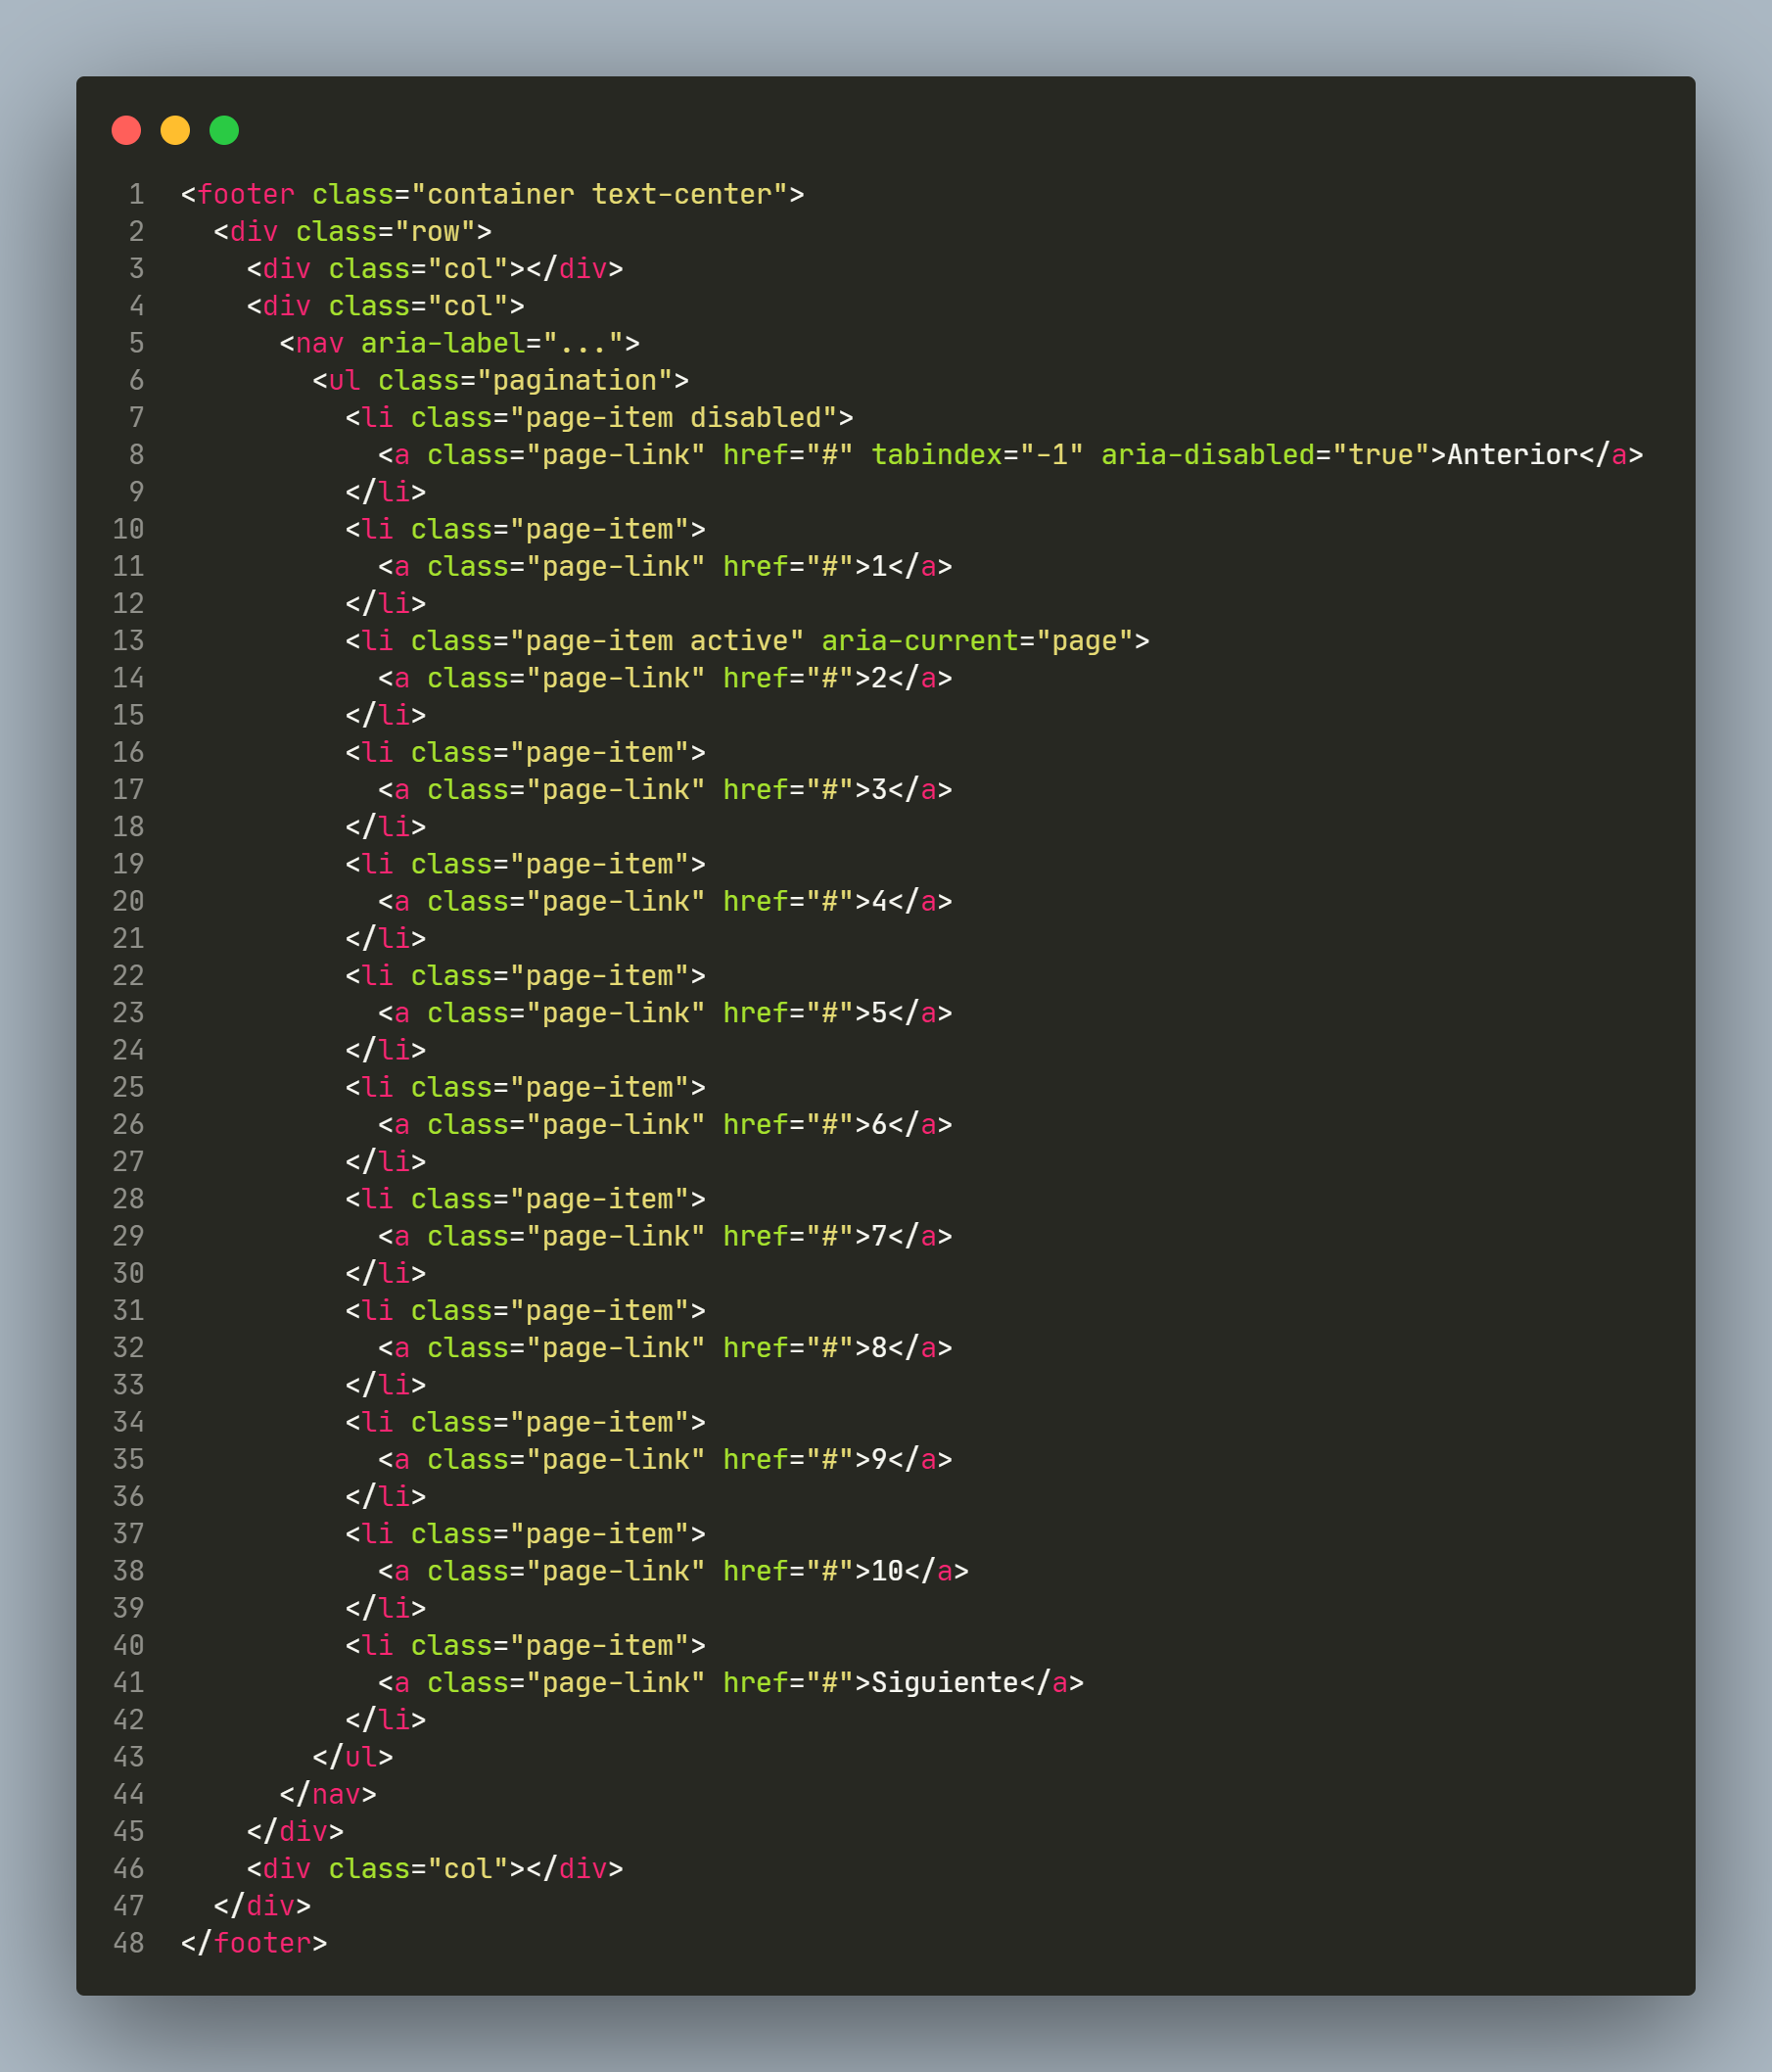 1 <footer class="container text-center">
2   <div class="row">
3     <div class="col"></div>
4     <div class="col">
5       <nav aria-label="...">
6         <ul class="pagination">
7           <li class="page-item disabled">
8             <a class="page-link" href="#" tabindex="-1" aria-disabled="true">Anterior</a>
9           </li>
10           <li class="page-item">
11             <a class="page-link" href="#">1</a>
12           </li>
13           <li class="page-item active" aria-current="page">
14             <a class="page-link" href="#">2</a>
15           </li>
16           <li class="page-item">
17             <a class="page-link" href="#">3</a>
18           </li>
19           <li class="page-item">
20             <a class="page-link" href="#">4</a>
21           </li>
22           <li class="page-item">
23             <a class="page-link" href="#">5</a>
24           </li>
25           <li class="page-item">
26             <a class="page-link" href="#">6</a>
27           </li>
28           <li class="page-item">
29             <a class="page-link" href="#">7</a>
30           </li>
31           <li class="page-item">
32             <a class="page-link" href="#">8</a>
33           </li>
34           <li class="page-item">
35             <a class="page-link" href="#">9</a>
36           </li>
37           <li class="page-item">
38             <a class="page-link" href="#">10</a>
39           </li>
40           <li class="page-item">
41             <a class="page-link" href="#">Siguiente</a>
42           </li>
43         </ul>
44       </nav>
45     </div>
46     <div class="col"></div>
47   </div>
48 </footer>